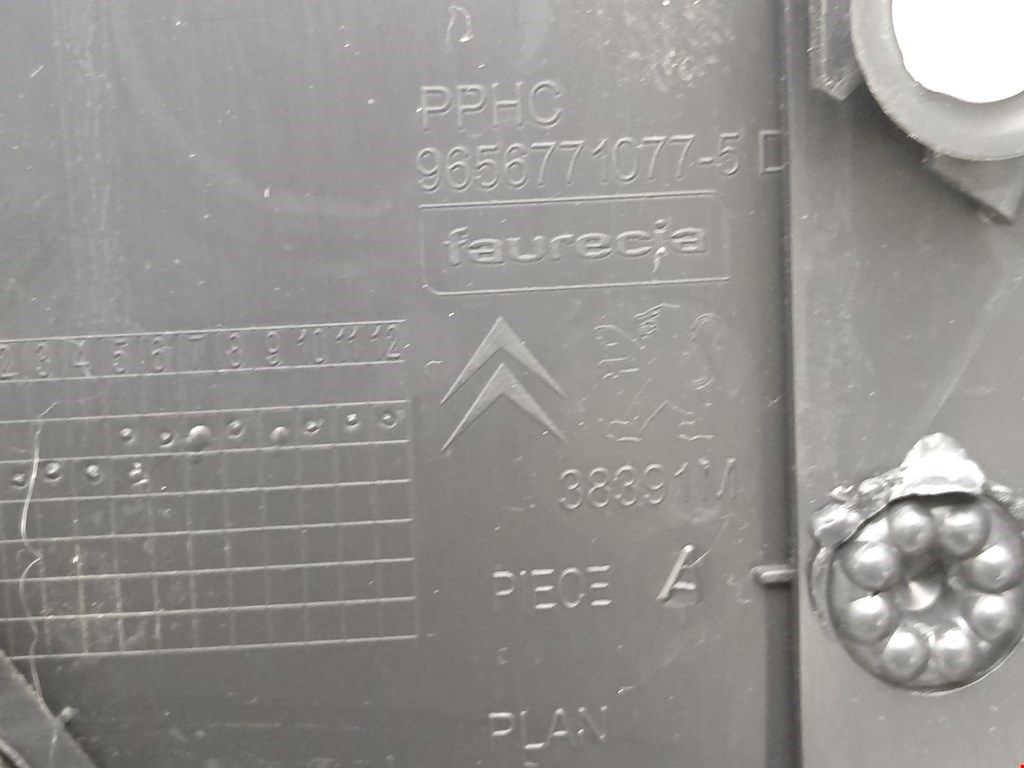 PPHC
9656771077-5 D
faurecia
2 3 4 5 6 7 8 9 10 11 12
38391M
PIECE A
PLAN